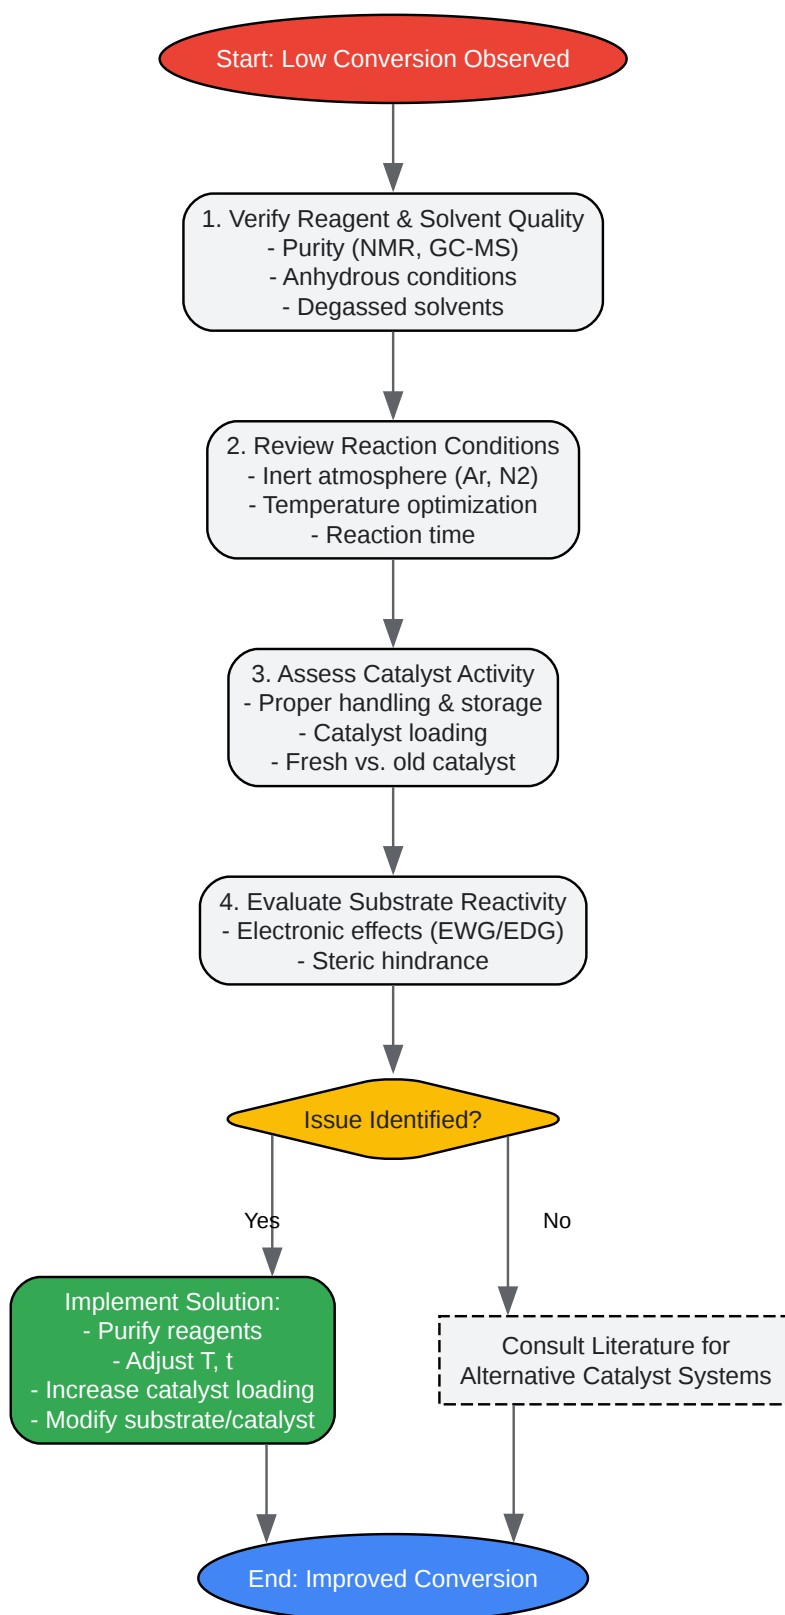 Start: Low Conversion Observed
1. Verify Reagent & Solvent Quality
- Purity (NMR, GC-MS)
- Anhydrous conditions
- Degassed solvents
2. Review Reaction Conditions
- Inert atmosphere (Ar, N2)
- Temperature optimization
- Reaction time
3. Assess Catalyst Activity
- Proper handling & storage
- Catalyst loading
- Fresh vs. old catalyst
4. Evaluate Substrate Reactivity
- Electronic effects (EWG/EDG)
- Steric hindrance
Issue Identified?
Yes
No
Implement Solution:
- Purify reagents
- Adjust T, t
- Increase catalyst loading
- Modify substrate/catalyst
Consult Literature for
Alternative Catalyst Systems
End: Improved Conversion